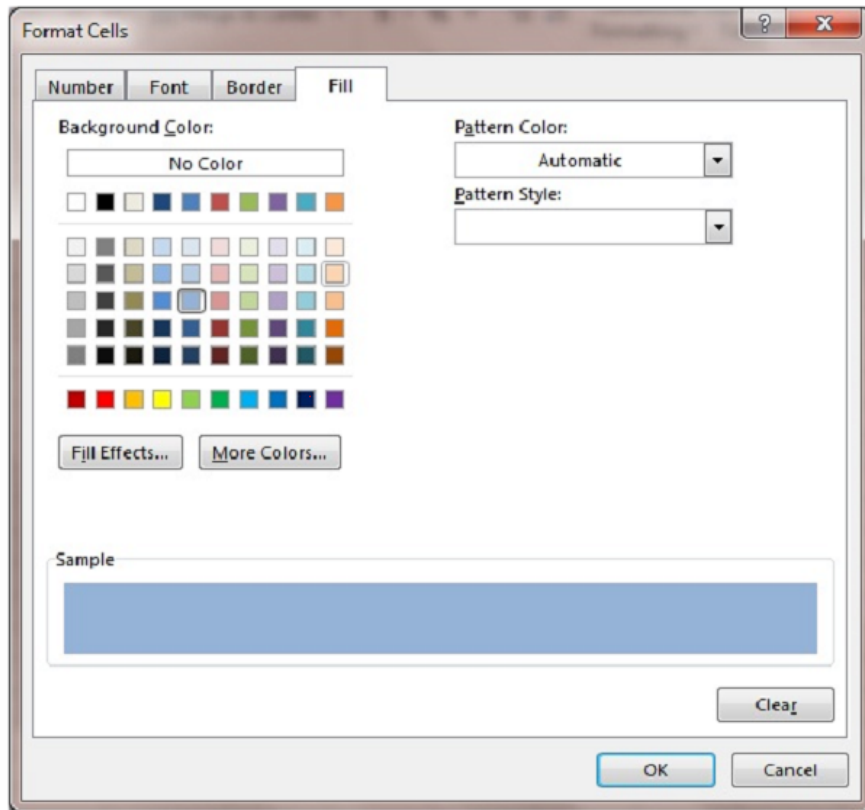 Format Cells
Number Font Border Fill
Background Color:
No Color
Pattern Color:
Automatic
Pattern Style:
Fill Effects... More Colors...
Sample
Clear
OK Cancel